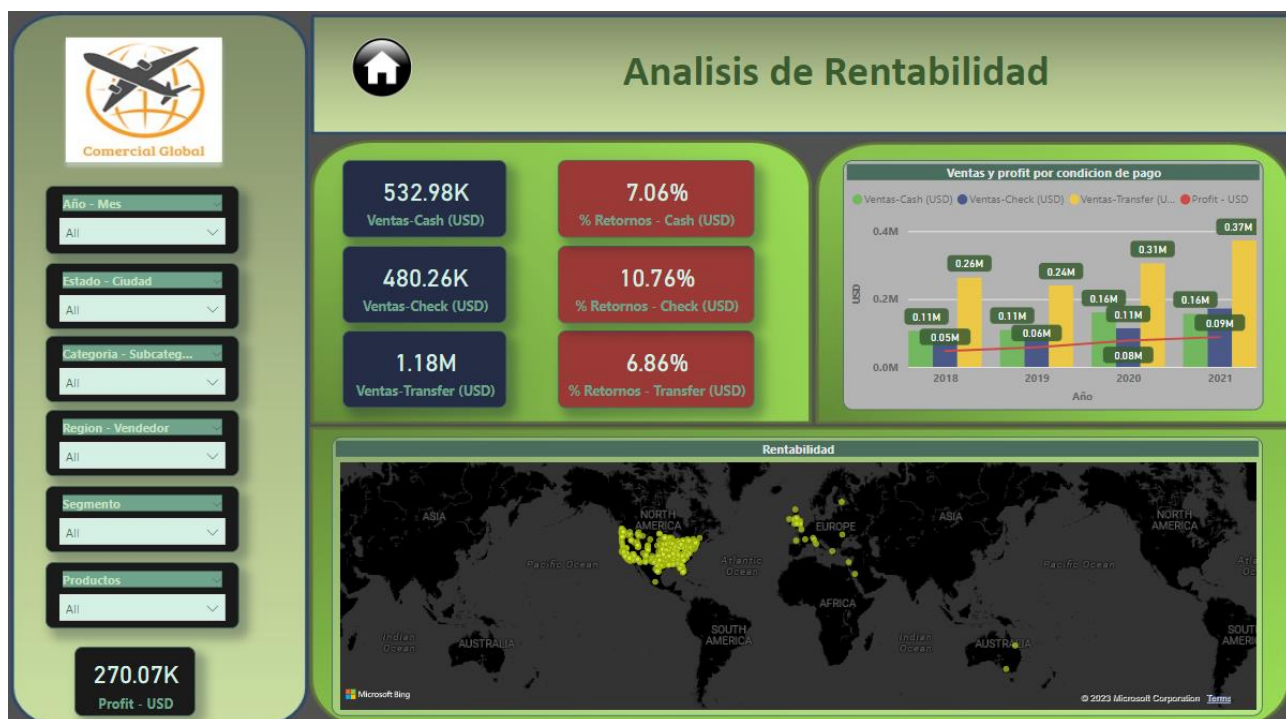 Comercial Global
Analisis de Rentabilidad
Año - Mes
All
Estado - Ciudad
All
Categoria - Subcateg...
All
Region - Vendedor
All
Segmento
All
Productos
All
270.07K
Profit - USD
532.98K
Ventas-Cash (USD)
7.06%
% Retornos - Cash (USD)
480.26K
Ventas-Check (USD)
10.76%
% Retornos - Check (USD)
1.18M
Ventas-Transfer (USD)
6.86%
% Retornos - Transfer (USD)
Ventas y profit por condicion de pago
Ventas-Cash (USD) Ventas-Check (USD) Ventas-Transfer (U... Profit - USD
0.4M
0.2M
0.0M
USD
0.11M
0.05M
0.26M
0.11M
0.06M
0.24M
0.16M
0.11M
0.08M
0.31M
0.16M
0.09M
0.37M
2018 2019 2020 2021
Año
Rentabilidad
ASIA
NORTH
AMERICA
EUROPE
ASIA
NORTH
AMERICA
Pacific Ocean
Atlantic
Ocean
Pacific Ocean
AFRICA
SOUTH
AMERICA
Indian
Ocean
AUSTRALIA
Indian
Ocean
AUSTRALIA
Microsoft Bing
© 2023 Microsoft Corporation Terms